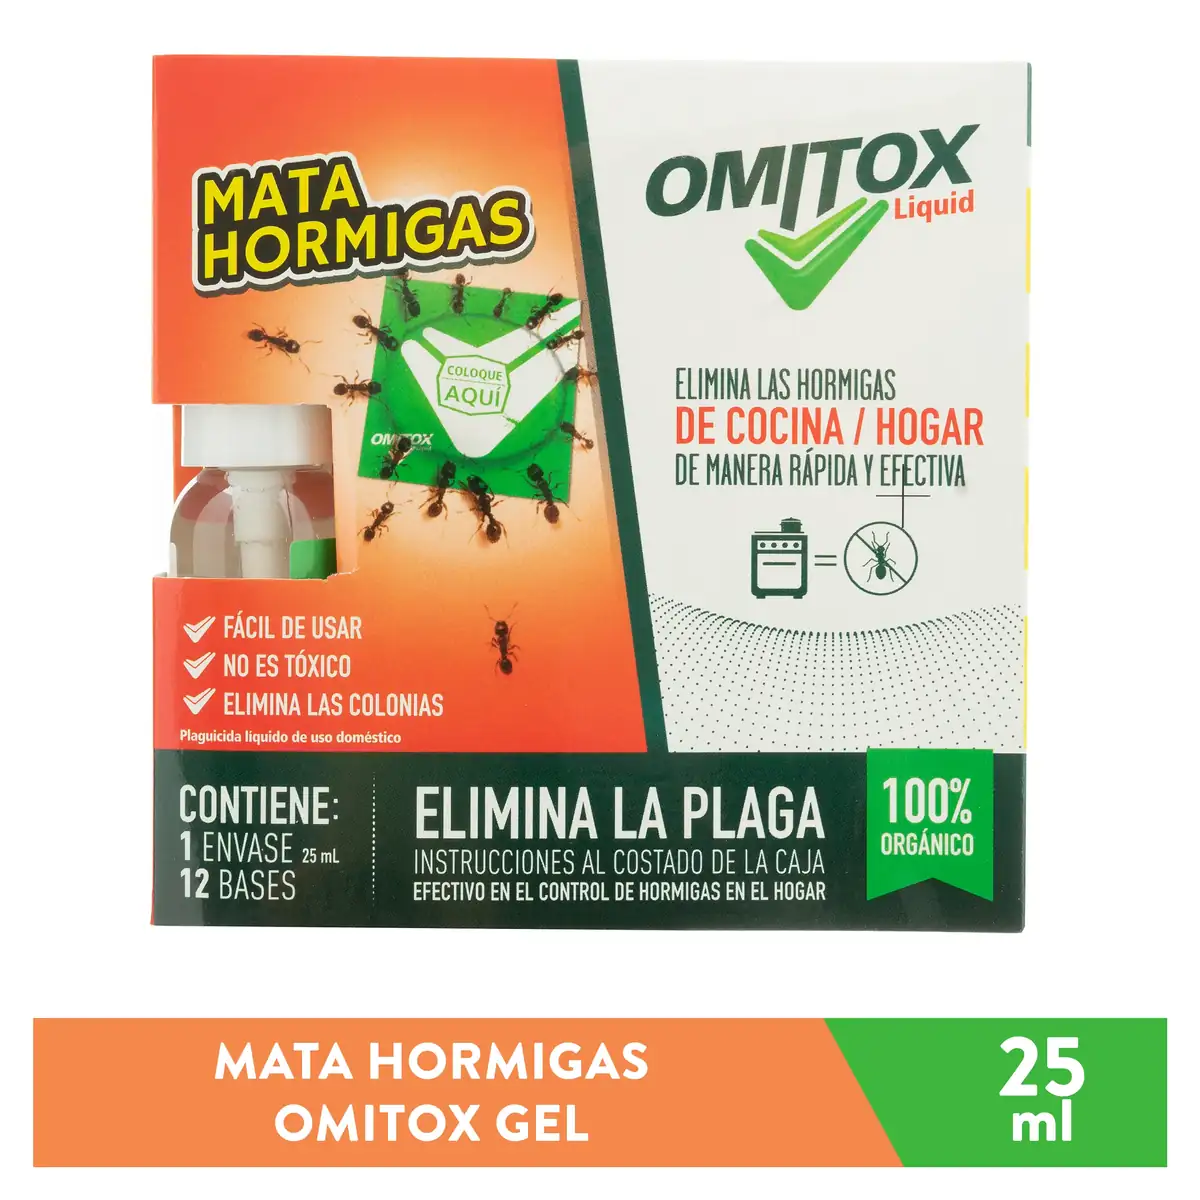 MATA
HORMIGAS
OMITOX
Liquid
COLOQUE
AQUÍ
OMITOX
ELIMINA LAS HORMIGAS
DE COCINA / HOGAR
DE MANERA RÁPIDA Y EFECTIVA
=
FÁCIL DE USAR
NO ES TÓXICO
ELIMINA LAS COLONIAS
Plaguicida líquido de uso doméstico
CONTIENE:
1 ENVASE 25 mL
12 BASES
ELIMINA LA PLAGA
INSTRUCCIONES AL COSTADO DE LA CAJA
EFECTIVO EN EL CONTROL DE HORMIGAS EN EL HOGAR
100%
ORGÁNICO
MATA HORMIGAS
OMITOX GEL
25
ml